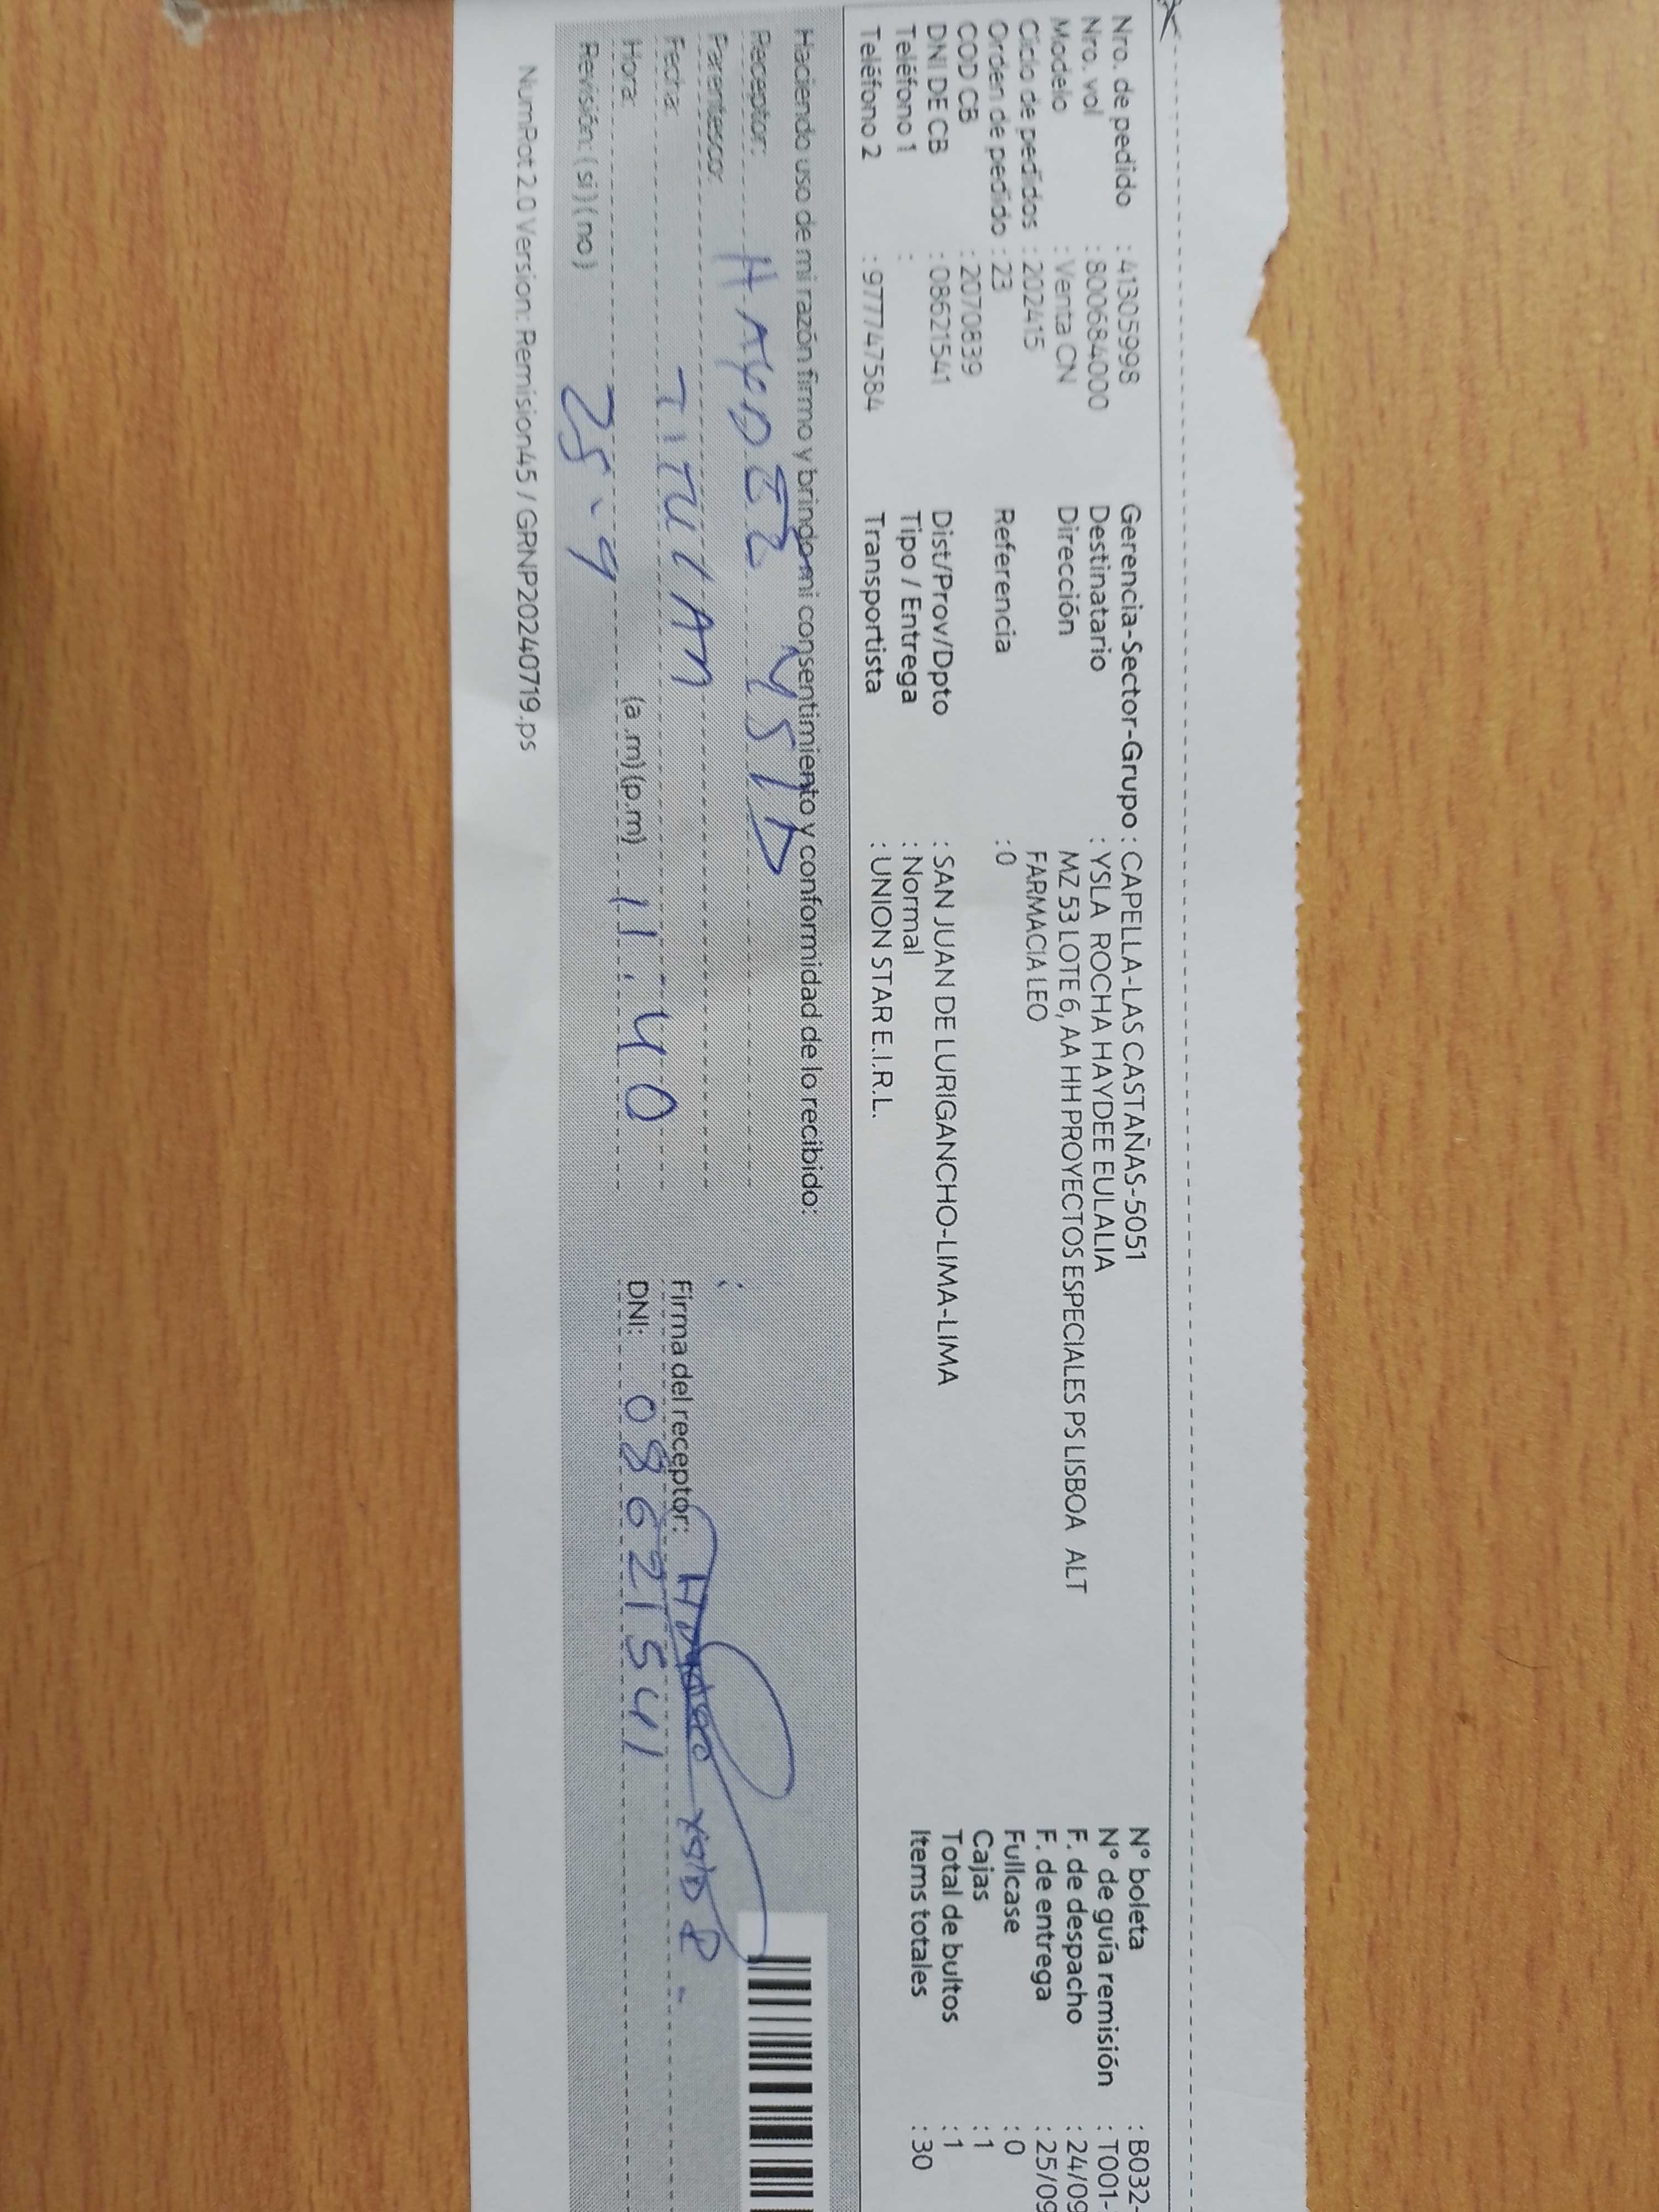 Nro. de pedido : 41305998
Nro. vol : 800684000
Modelo : Venta CN
Ciclo de pedidos : 202415
Orden de pedido : 23
COD CB : 2070839
DNI DE CB : 08621541
Teléfono 1 :
Teléfono 2 : 977747584
Gerencia-Sector-Grupo : CAPELLA-LAS CASTAÑAS-5051
Destinatario : YSLA ROCHA HAYDEE EULALIA
Dirección MZ 53 LOTE 6, AA HH PROYECTOS ESPECIALES PS LISBOA ALT
FARMACIA LEO
Referencia : 0
Dist/Prov/Dpto : SAN JUAN DE LURIGANCHO-LIMA-LIMA
Tipo / Entrega : Normal
Transportista : UNION STAR E.I.R.L.
N° boleta : B032-
N° de guía remisión : T001-
F. de despacho : 24/09
F. de entrega : 25/09
Fullcase : 0
Cajas : 1
Total de bultos : 1
Items totales : 30
Haciendo uso de mi razón firmo y brindo mi consentimiento y conformidad de lo recibido:
Receptor:
Parentesco:
Fecha: 25.9
Hora: (a .m) (p.m) 11.40
Revisión: ( si ) ( no )
Firma del receptor:
DNI: 08621541
NumPat 2.0 Version: Remision45 / GRNP20240719.ps